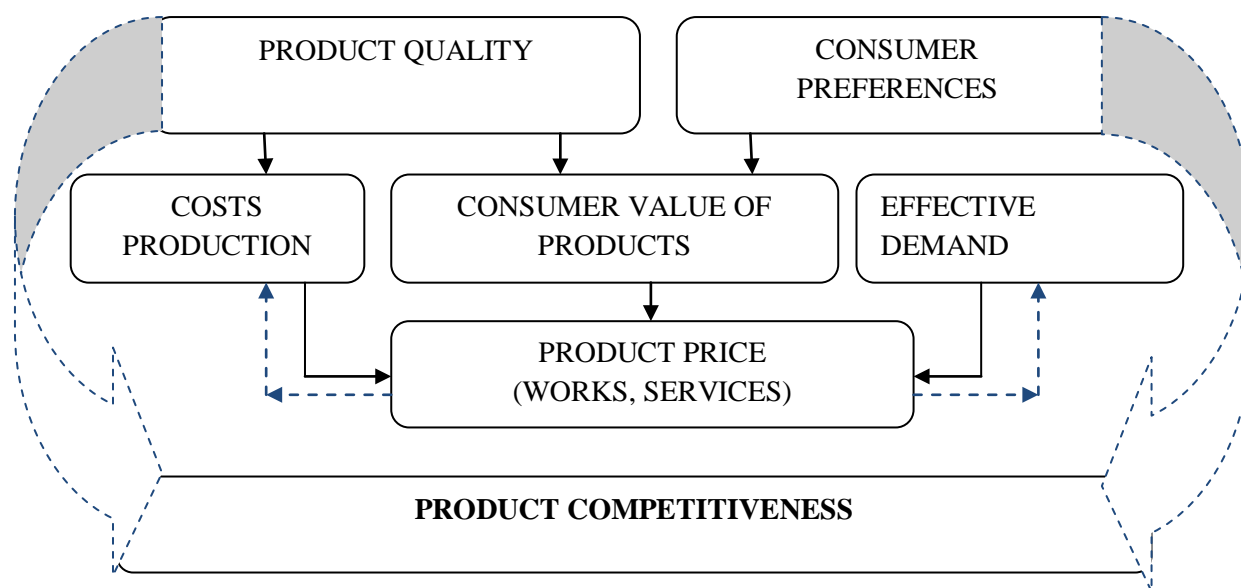 PRODUCT QUALITY
CONSUMER
PREFERENCES
COSTS
PRODUCTION
CONSUMER VALUE OF
PRODUCTS
EFFECTIVE
DEMAND
PRODUCT PRICE
(WORKS, SERVICES)
PRODUCT COMPETITIVENESS